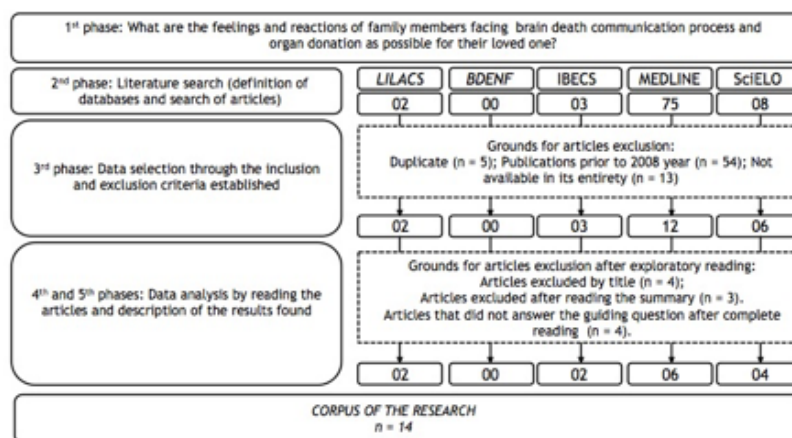 1st phase: What are the feelings and reactions of family members facing brain death communication process and
organ donation as possible for their loved one?
2nd phase: Literature search (definition of
databases and search of articles)
LILACS BDENF IBECS MEDLINE SciELO
02 00 03 75 08
3rd phase: Data selection through the inclusion
and exclusion criteria established
Grounds for articles exclusion:
Duplicate (n = 5); Publications prior to 2008 year (n = 54); Not
available in its entirety (n = 13)
02 00 03 12 06
4th and 5th phases: Data analysis by reading the
articles and description of the results found
Grounds for articles exclusion after exploratory reading:
Articles excluded by title (n = 4);
Articles excluded after reading the summary (n = 3).
Articles that did not answer the guiding question after complete
reading (n = 4).
02 00 02 06 04
CORPUS OF THE RESEARCH
n = 14